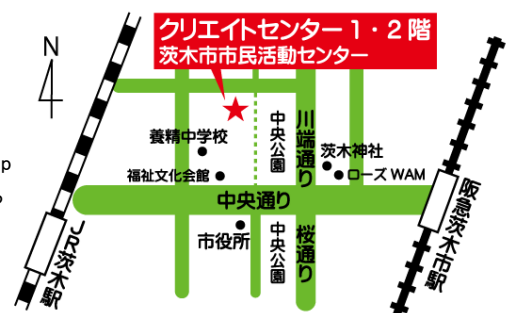 クリエイトセンター1・2階
茨木市市民活動センター
N
養精中学校
中央公園
川端通り
茨木神社
福祉文化会館
ローズWAM
p
中央通り
阪急茨木市駅
市役所
中央公園
桜通り
JR茨木駅